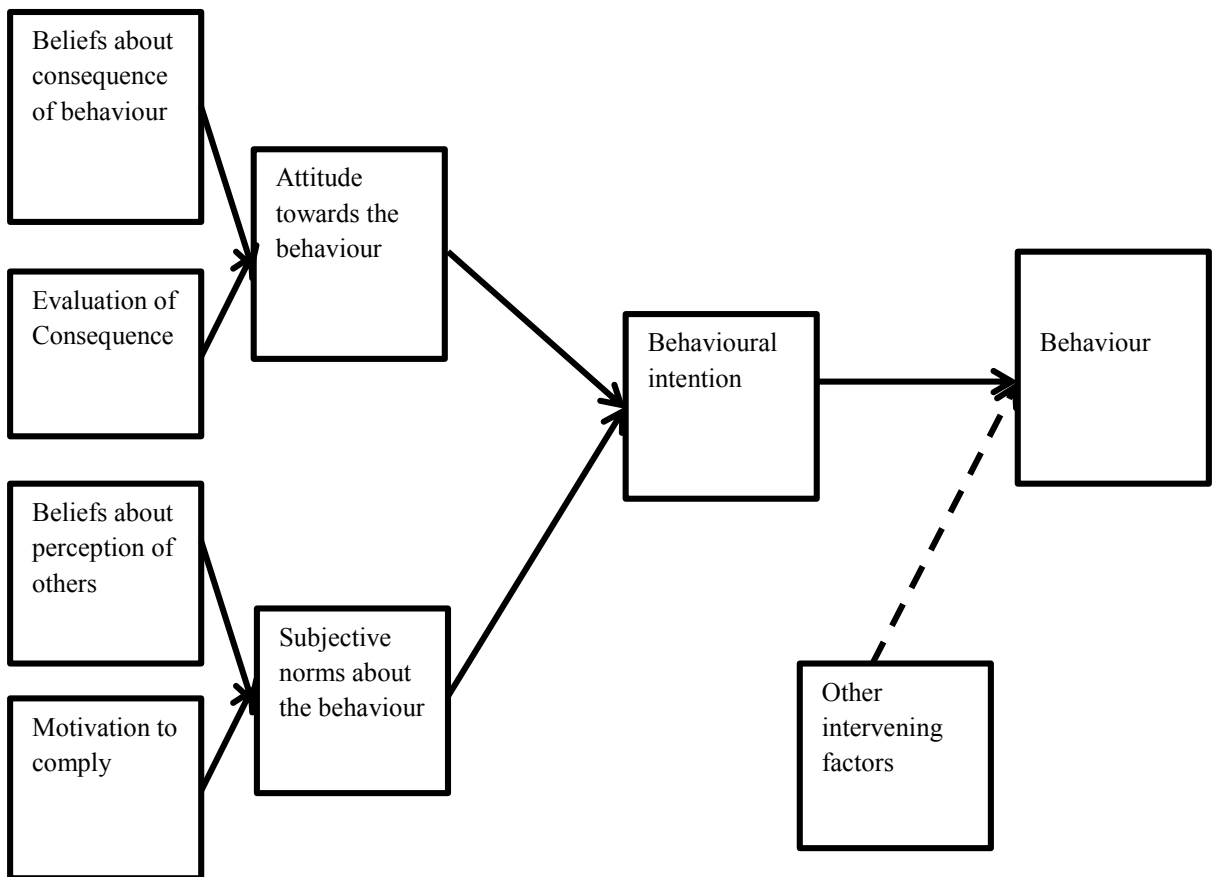 Beliefs about
consequence
of behaviour
Evaluation of
Consequence
Beliefs about
perception of
others
Motivation to
comply
Attitude
towards the
behaviour
Subjective
norms about
the behaviour
Behavioural
intention
Other
intervening
factors
Behaviour